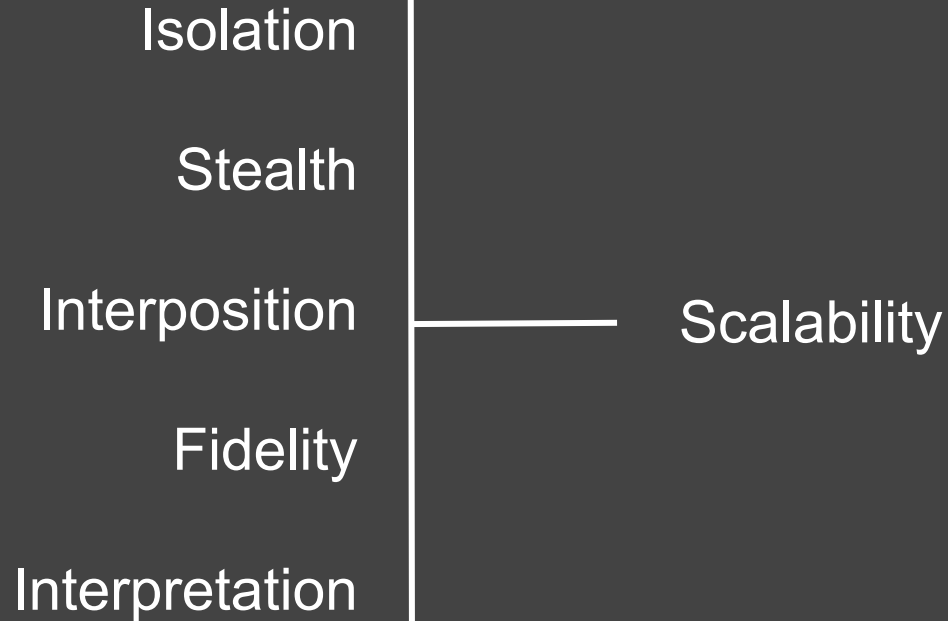 Isolation
Stealth
Interposition
Fidelity
Interpretation
Scalability